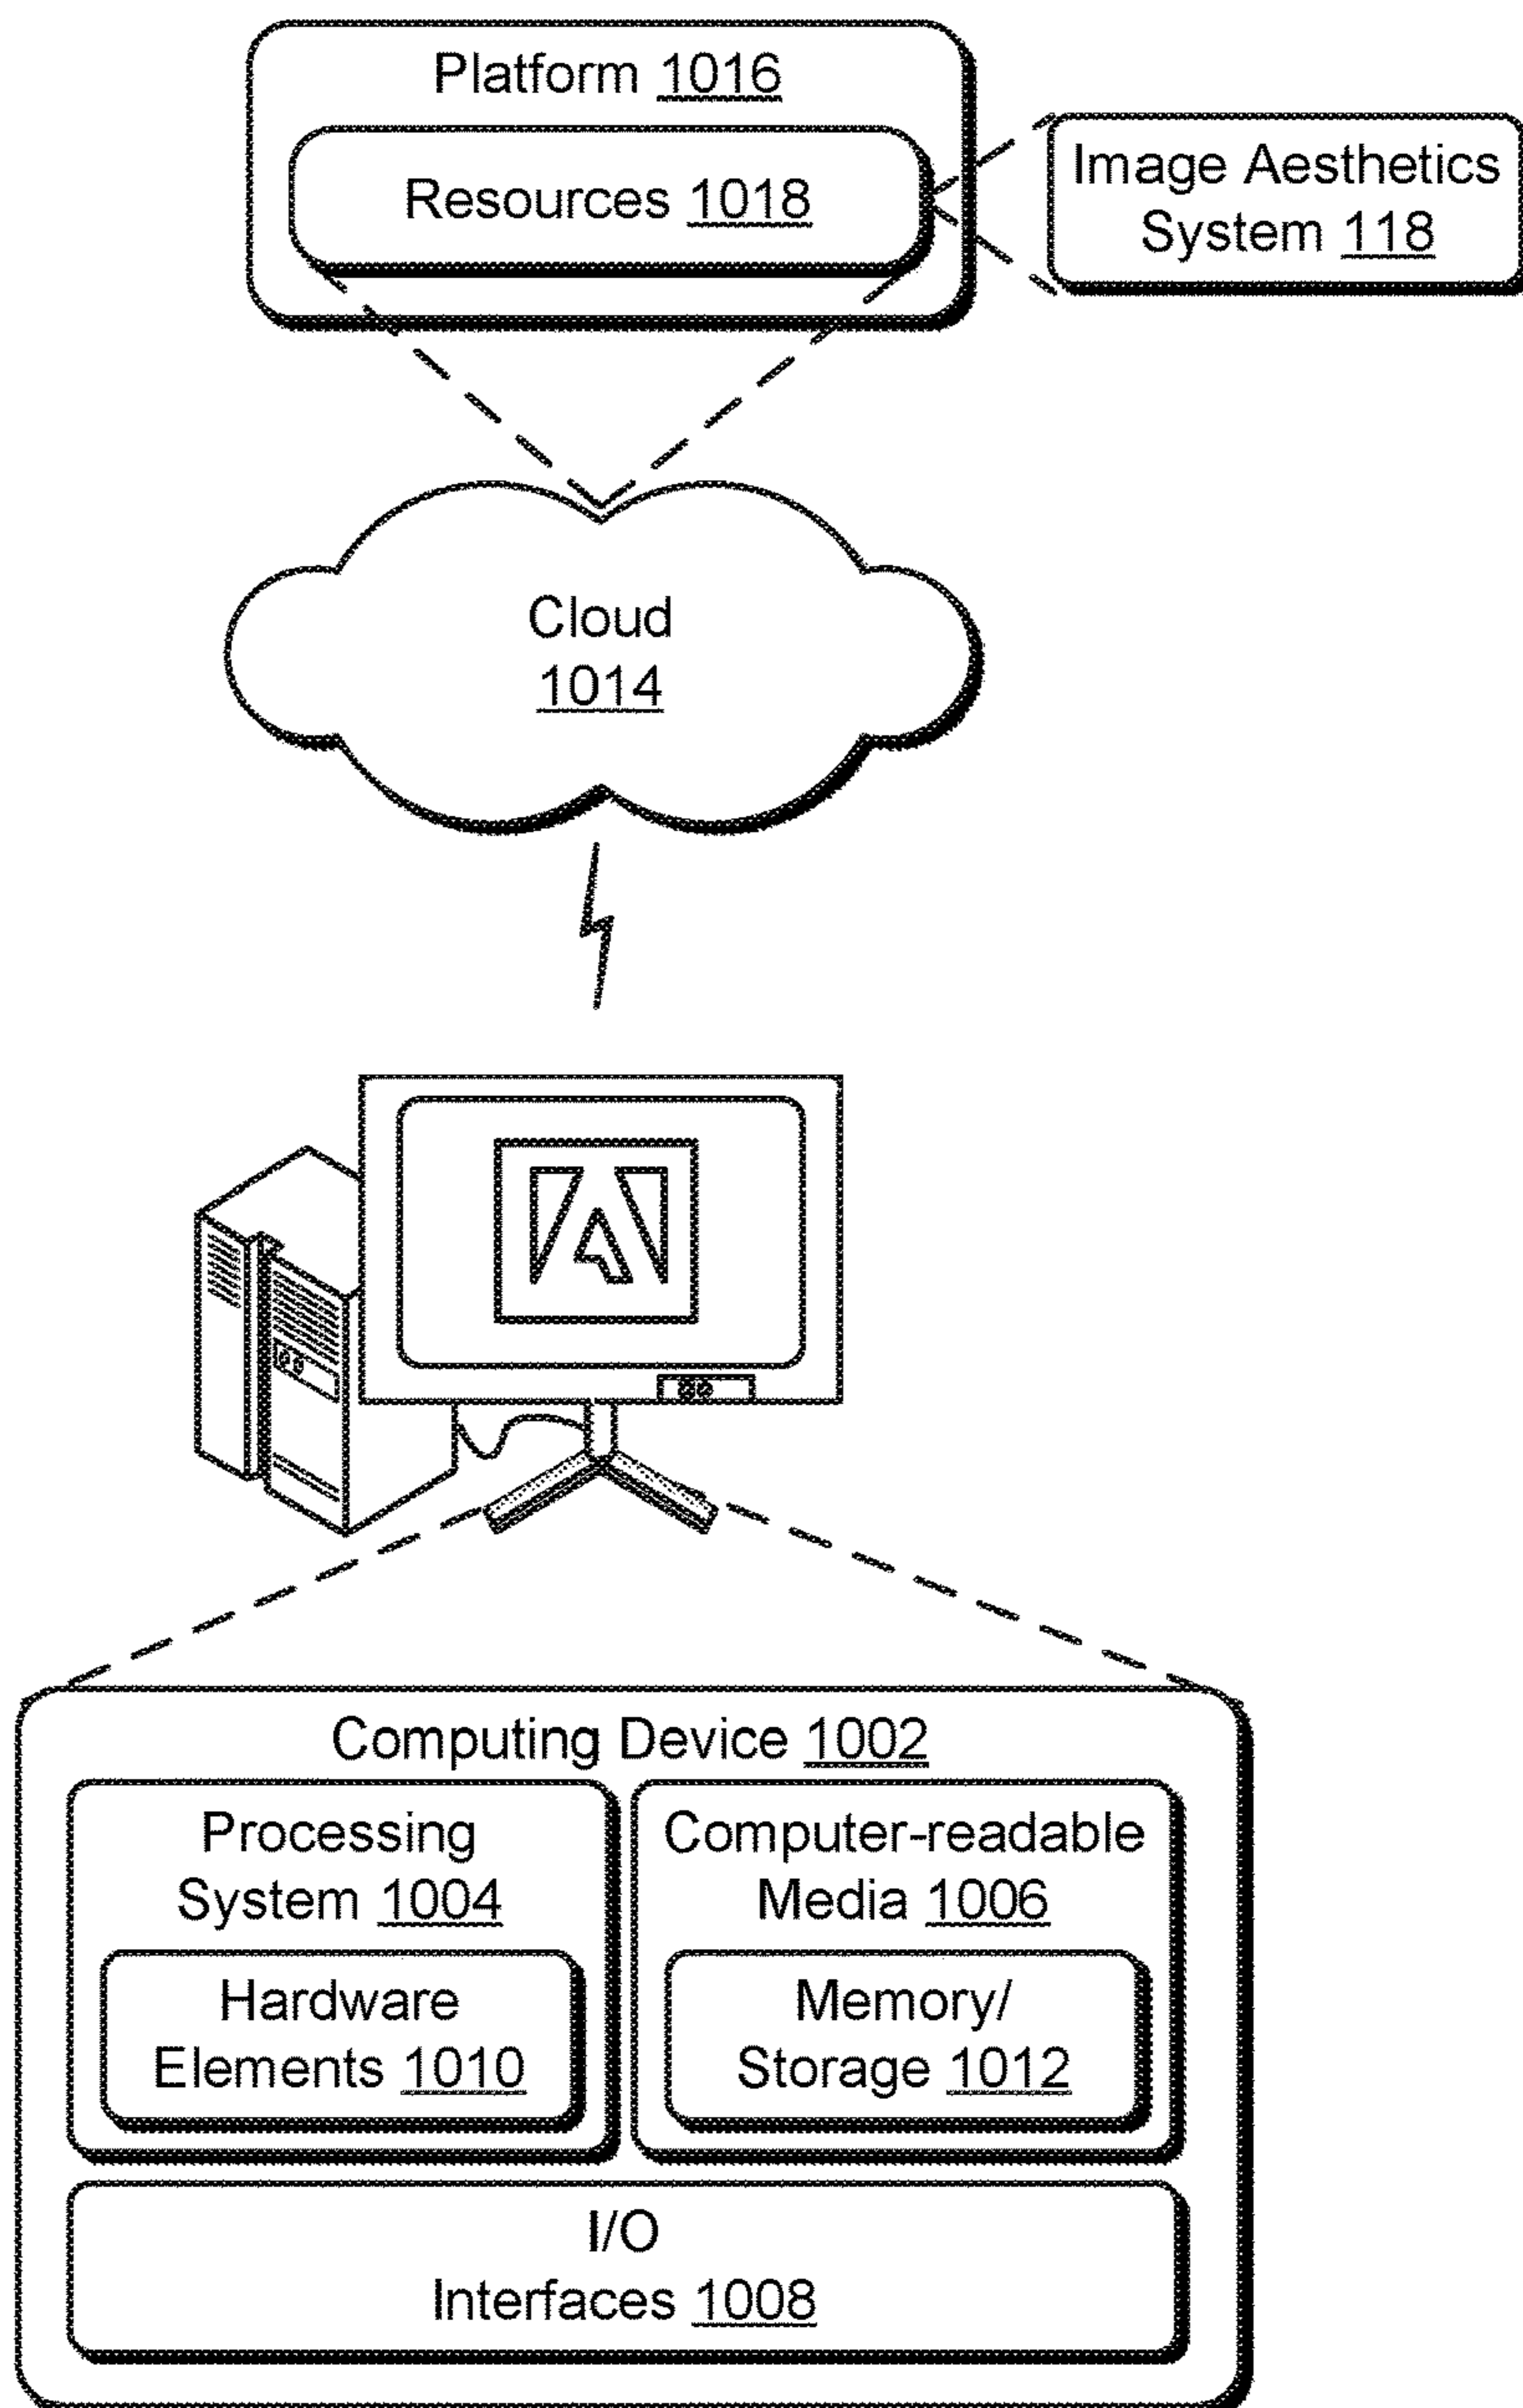 Platform 1016
Resources 1018
Image Aesthetics
System 118
Cloud
1014
Computing Device 1002
Processing
System 1004
Hardware
Elements 1010
Computer-readable
Media 1006
Memory/
Storage 1012
I/O
Interfaces 1008